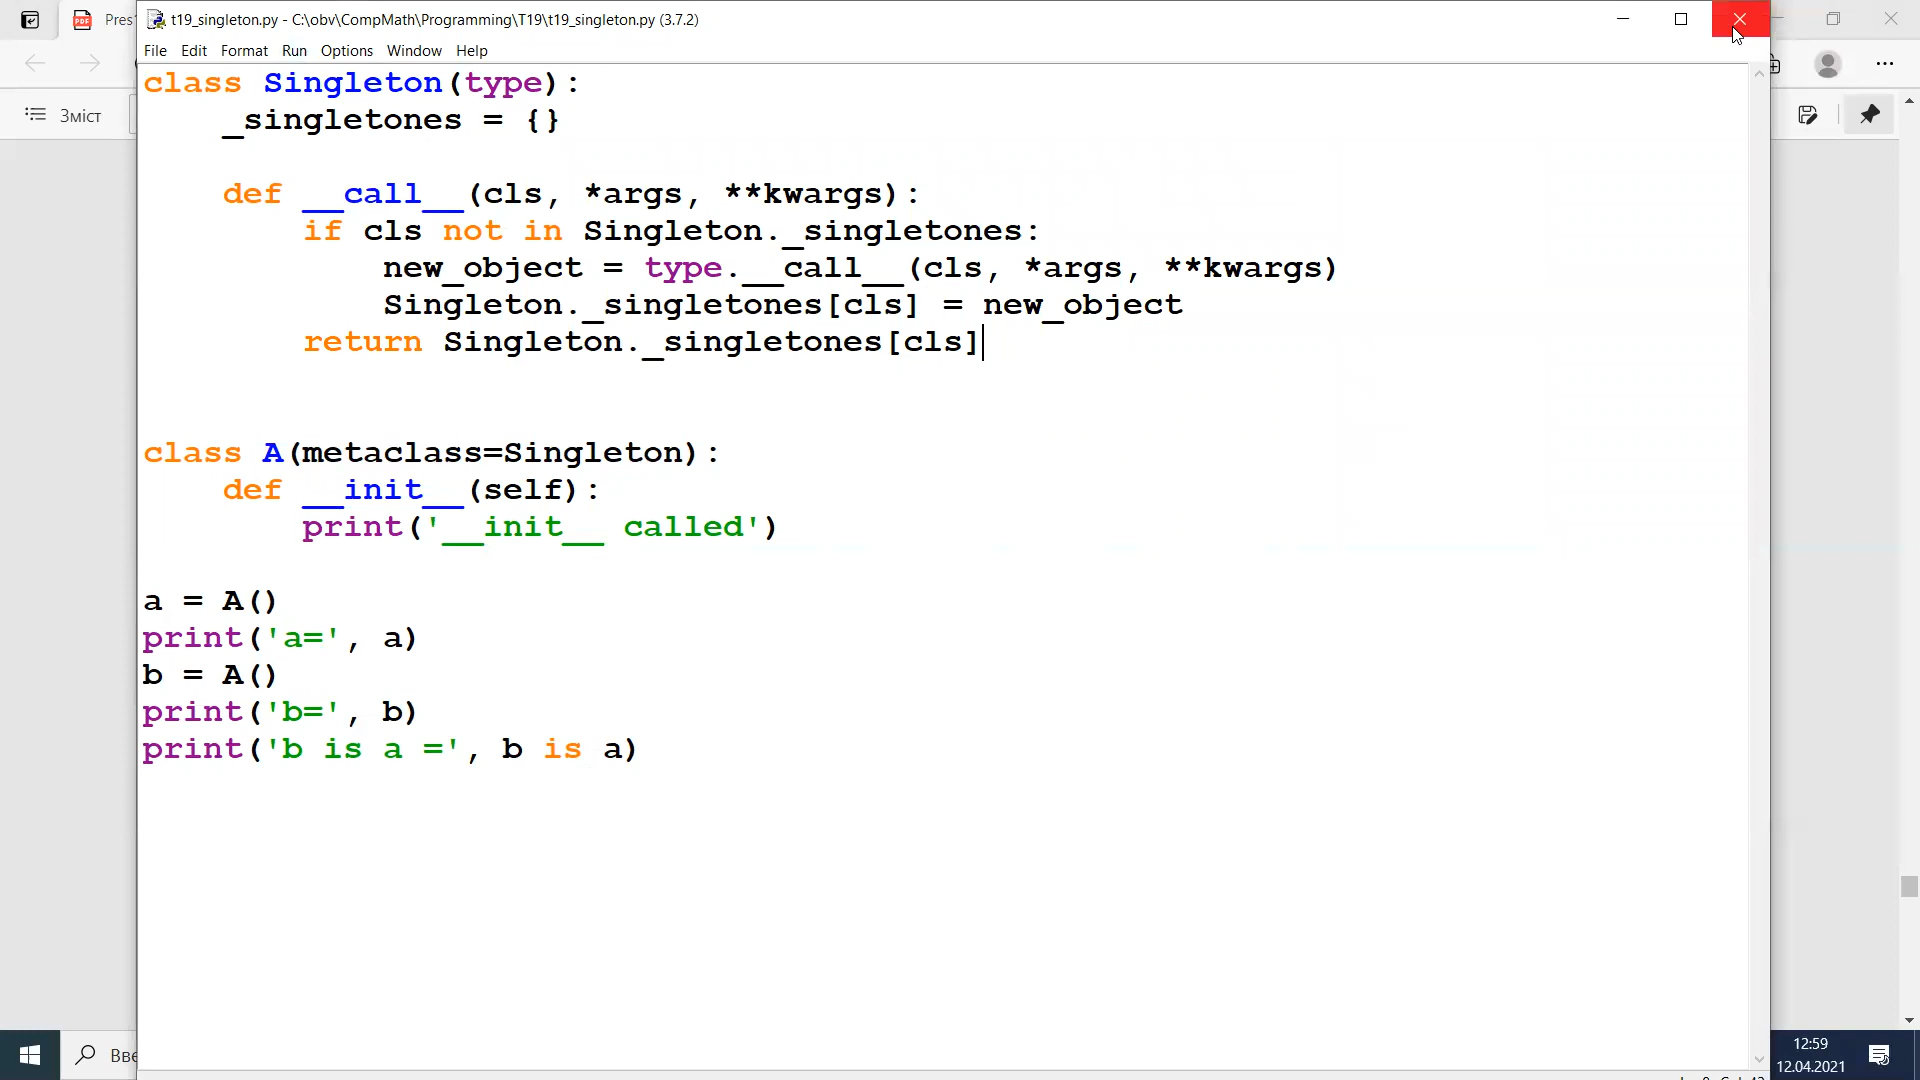 Pres
t19_singleton.py - C:\obv\CompMath\Programming\T19\t19_singleton.py (3.7.2)
File Edit Format Run Options Window Help
Зміст
class Singleton(type):
    _singletones = {}

    def __call__(cls, *args, **kwargs):
        if cls not in Singleton._singletones:
            new_object = type.__call__(cls, *args, **kwargs)
            Singleton._singletones[cls] = new_object
        return Singleton._singletones[cls]

class A(metaclass=Singleton):
    def __init__(self):
        print('__init__ called')

a = A()
print('a=', a)
b = A()
print('b=', b)
print('b is a =', b is a)
Вве
12:59
12.04.2021